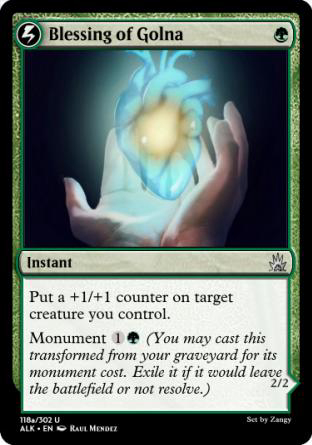 Blessing of Golna
Instant
Put a +1/+1 counter on target
creature you control.
Monument 1 (You may cast this
transformed from your graveyard for its
monument cost. Exile it if it would leave
the battlefield or not resolve.)
2/2
118a/302 U
ALK • EN Raul Mendez
Set by Zangy